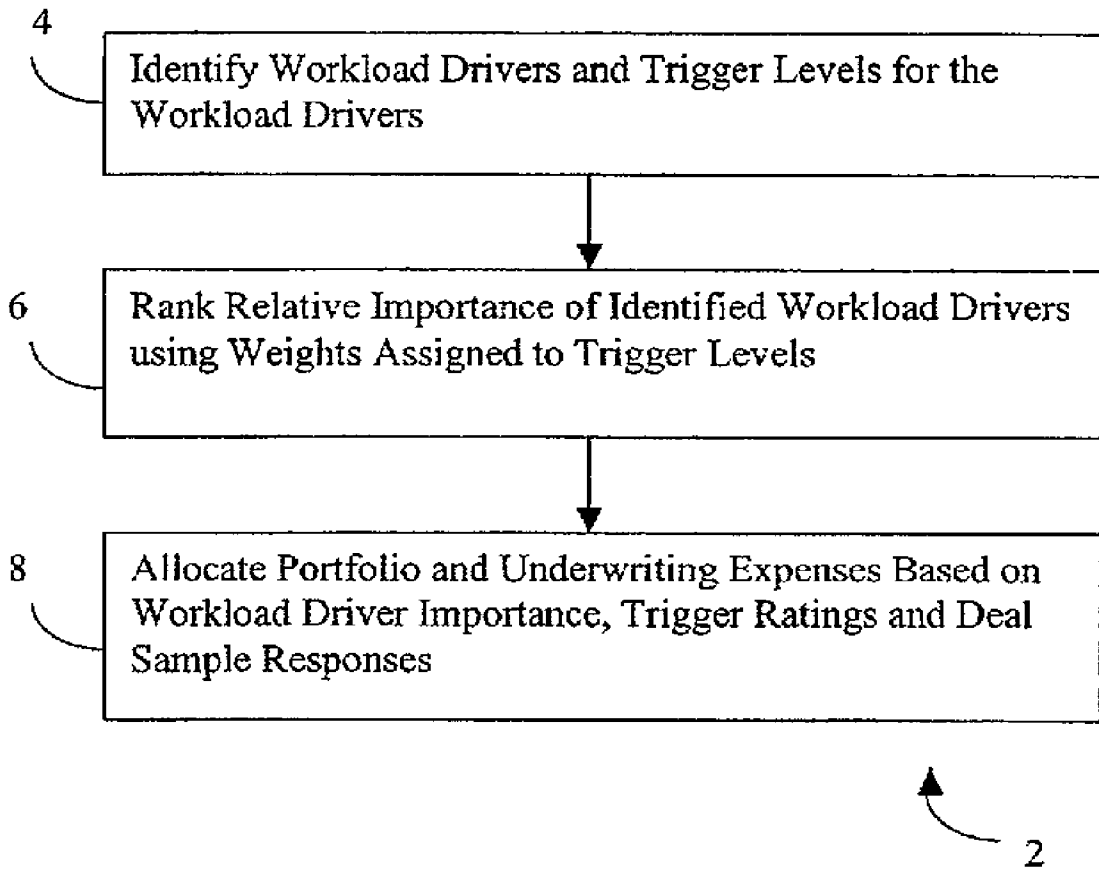 4
Identify Workload Drivers and Trigger Levels for the
Workload Drivers
6
Rank Relative Importance of Identified Workload Drivers
using Weights Assigned to Trigger Levels
8
Allocate Portfolio and Underwriting Expenses Based on
Workload Driver Importance, Trigger Ratings and Deal
Sample Responses
2